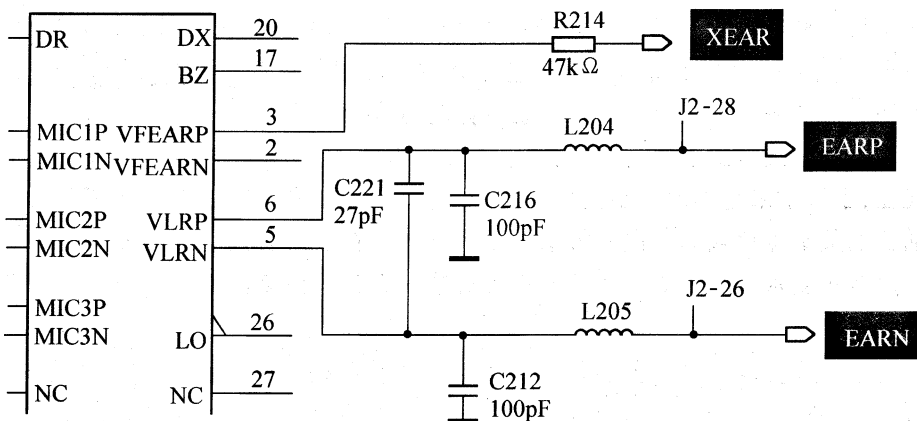 R214
XEAR
47kΩ
DR
DX
20
BZ
17
J2-28
MIC1P
VFEARP
3
L204
EARP
MIC1N
VFEARN
2
C221
27pF
C216
100pF
MIC2P
VLRP
6
MIC2N
VLRN
5
J2-26
MIC3P
L205
MIC3N
LO
26
EARN
C212
100pF
NC
NC
27